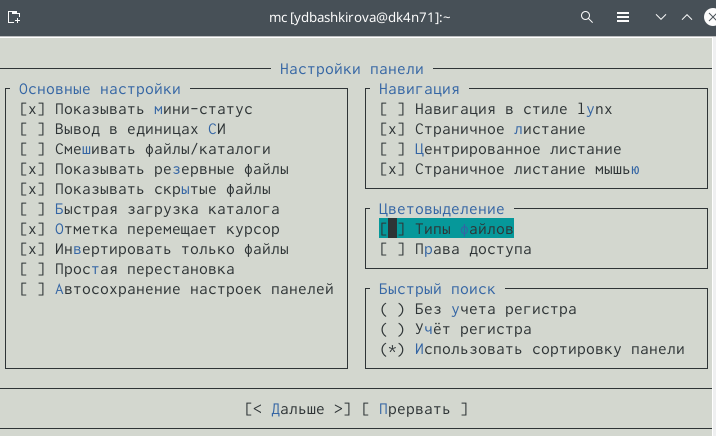 mc [ydbashkirova@dk4n71]:~
Настройки панели
Основные настройки
[x] Показывать мини-статус
[ ] Вывод в единицах СИ
[ ] Смешивать файлы/каталоги
[x] Показывать резервные файлы
[x] Показывать скрытые файлы
[ ] Быстрая загрузка каталога
[x] Отметка перемещает курсор
[x] Инвертировать только файлы
[ ] Простая перестановка
[ ] Автосохранение настроек панелей
Навигация
[ ] Навигация в стиле lynx
[x] Страничное листание
[ ] Центрированное листание
[x] Страничное листание мышью
Цветовыделение
[ ] Типы файлов
[ ] Права доступа
Быстрый поиск
( ) Без учета регистра
( ) Учёт регистра
(*) Использовать сортировку панели
[< Дальше >] [ Прервать ]